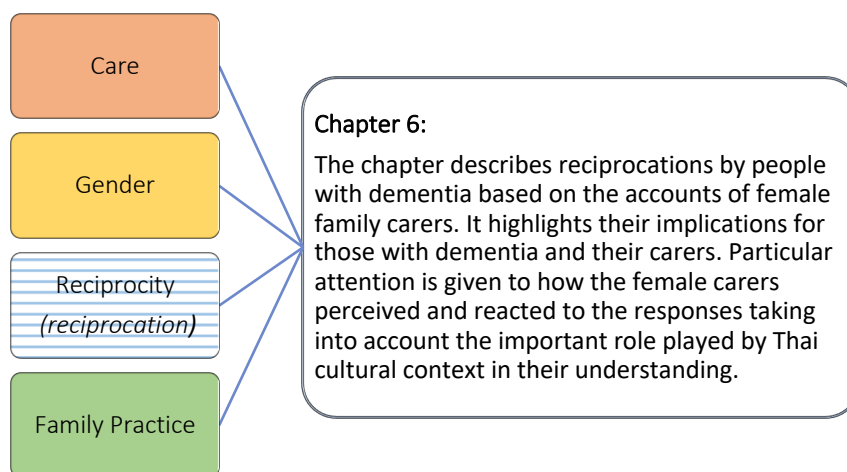 Care
Gender
Reciprocity
(reciprocation)
Family Practice
Chapter 6:
The chapter describes reciprocations by people
with dementia based on the accounts of female
family carers. It highlights their implications for
those with dementia and their carers. Particular
attention is given to how the female carers
perceived and reacted to the responses taking
into account the important role played by Thai
cultural context in their understanding.